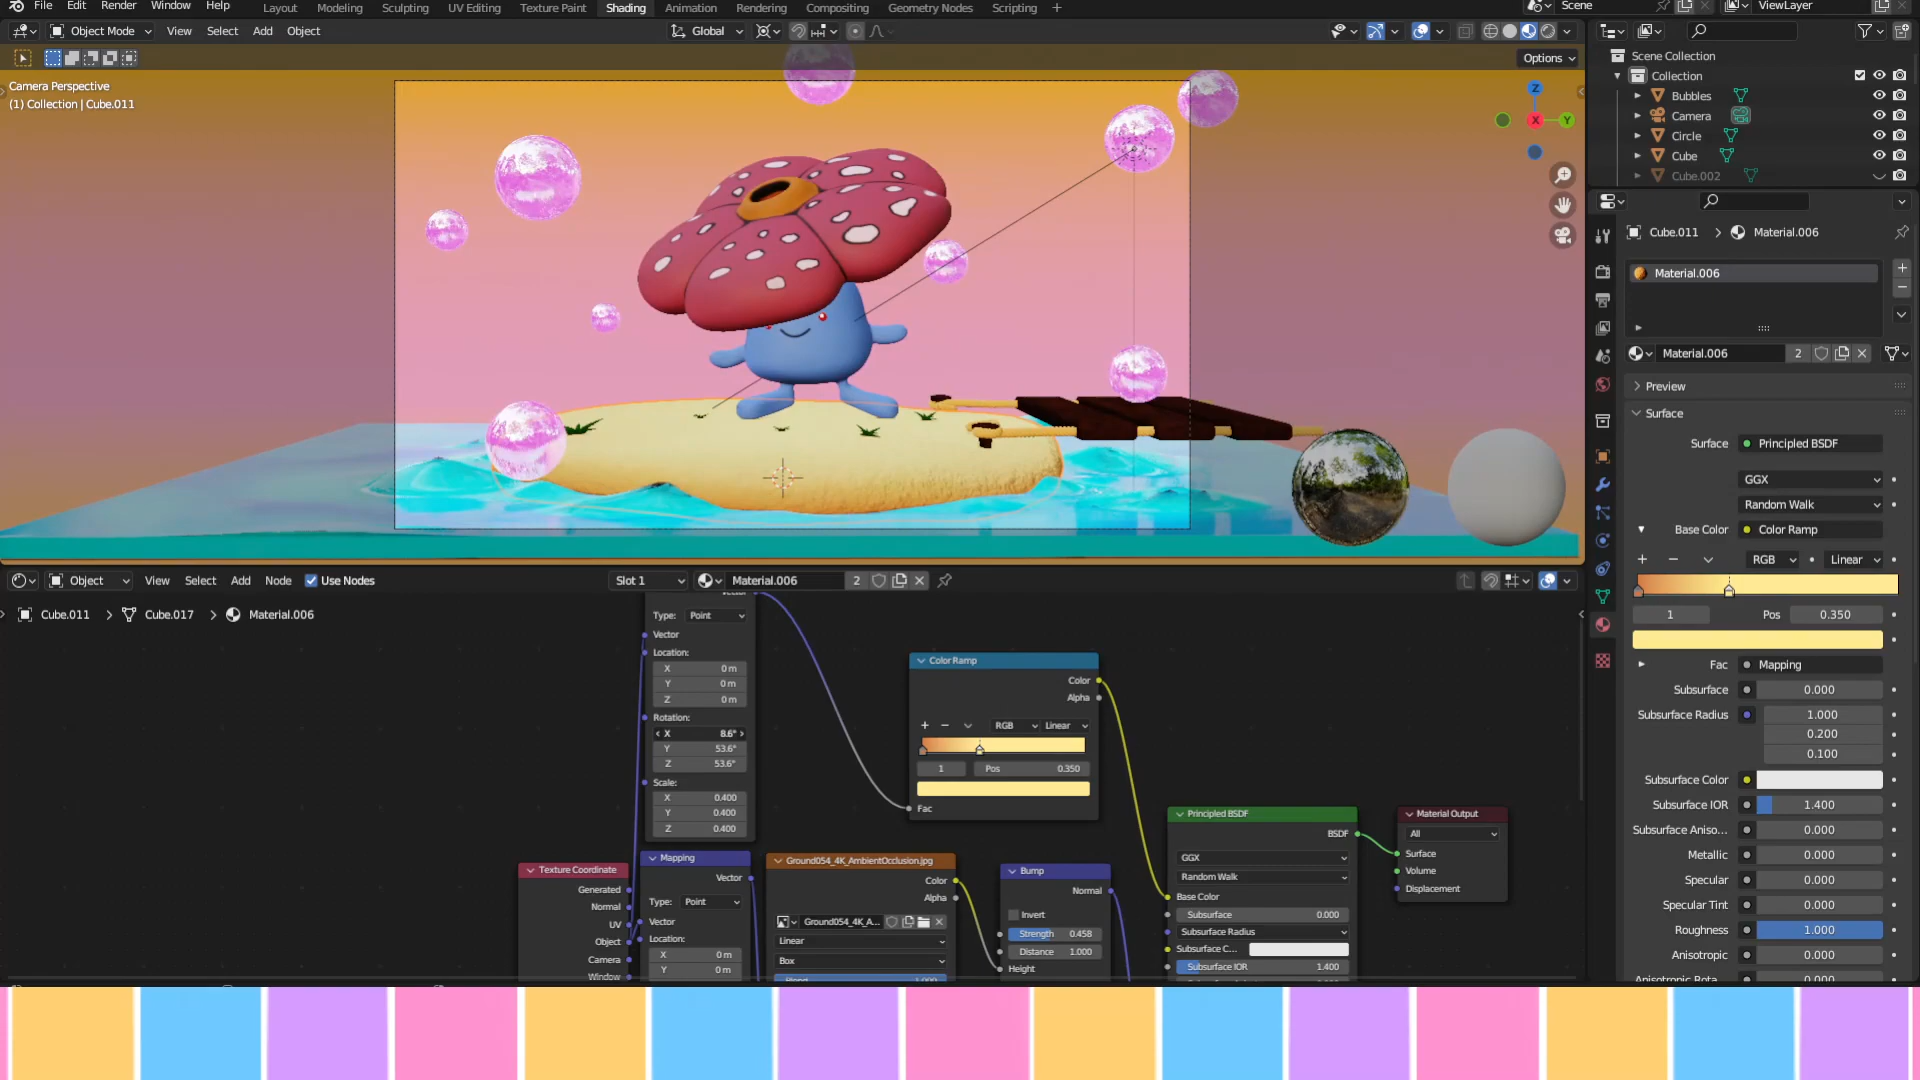 File Edit Render Window Help Layout Modeling Sculpting UV Editing Texture Paint Shading Animation Rendering Compositing Geometry Nodes Scripting + Scene ViewLayer
Object Mode View Select Add Object Global
Options
Camera Perspective
(1) Collection | Cube.011
Z
X
Y
Scene Collection
Collection
Bubbles
Camera
Circle
Cube
Cube.002
Cube.011 > Material.006
Material.006
Material.006 2
Preview
Surface
Surface Principled BSDF
GGX
Random Walk
Base Color Color Ramp
RGB Linear
1 Pos 0.350
Fac Mapping
Subsurface 0.000
Subsurface Radius 1.000
0.200
0.100
Subsurface Color
Subsurface IOR 1.400
Subsurface Aniso... 0.000
Metallic 0.000
Specular 0.000
Specular Tint 0.000
Roughness 1.000
Anisotropic 0.000
Anisotropic Rota...
Object View Select Add Node Use Nodes Slot 1 Material.006 2
Cube.011 > Cube.017 > Material.006
Vector
Type: Point
Vector
Location:
X 0 m
Y 0 m
Z 0 m
Rotation:
X 8.6°
Y 53.6°
Z 53.6°
Scale:
X 0.400
Y 0.400
Z 0.400
Color Ramp
Color
Alpha
RGB Linear
1 Pos 0.350
Fac
Texture Coordinate
Generated
Normal
UV
Object
Camera
Window
Mapping
Vector
Type: Point
Vector
Location:
X 0 m
Y 0 m
Ground054_4K_AmbientOcclusion.jpg
Color
Alpha
Ground054_4K_A...
Linear
Box
Bump
Normal
Invert
Strength 0.458
Distance 1.000
Height
Principled BSDF
BSDF
GGX
Random Walk
Base Color
Subsurface 0.000
Subsurface Radius
Subsurface C...
Subsurface IOR 1.400
Material Output
All
Surface
Volume
Displacement